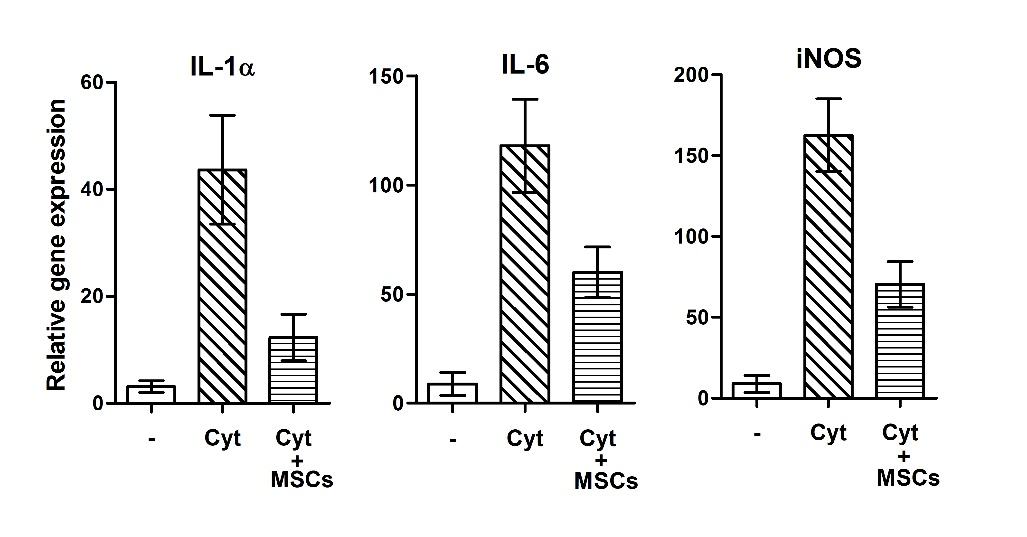 IL-1α
Relative gene expression
60
40
20
0
-
Cyt
Cyt
+
MSCs
IL-6
150
100
50
0
-
Cyt
Cyt
+
MSCs
iNOS
200
150
100
50
0
-
Cyt
Cyt
+
MSCs